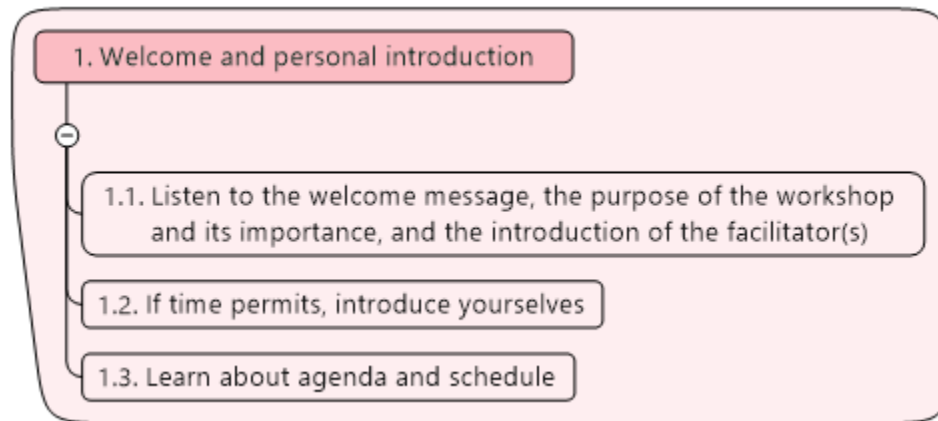 1. Welcome and personal introduction
1.1. Listen to the welcome message, the purpose of the workshop
and its importance, and the introduction of the facilitator(s)
1.2. If time permits, introduce yourselves
1.3. Learn about agenda and schedule